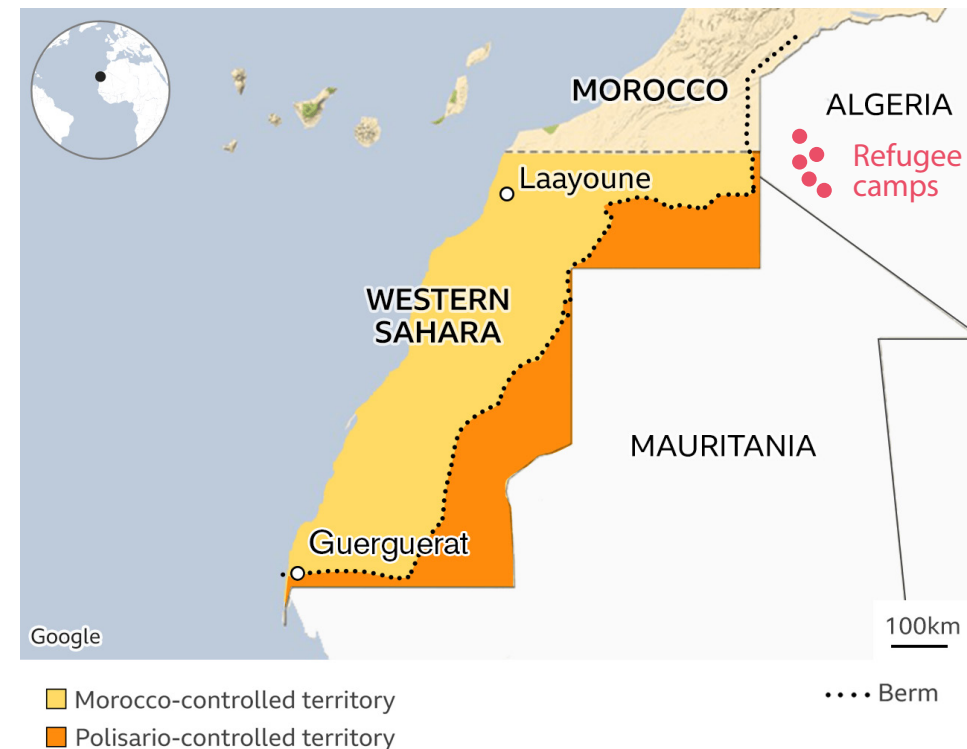 MOROCCO
ALGERIA
Refugee
camps
Laayoune
WESTERN
SAHARA
MAURITANIA
Guerguerat
Google
100km
Morocco-controlled territory
Berm
Polisario-controlled territory